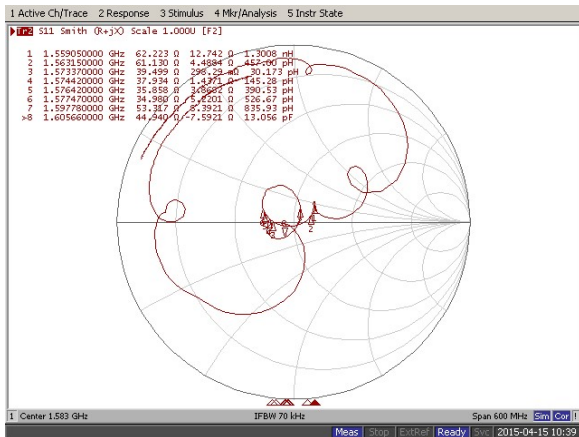 1 Active Ch/Trace 2 Response 3 Stimulus 4 Mkr/Analysis 5 Instr State
Tr2 S11 Smith (R+jX) Scale 1.000U [F2]
1 1.559050000 GHz 62.223 Ω 12.742 Ω 1.3008 nH
2 1.563150000 GHz 61.130 Ω 4.4884 Ω 457.00 pH
3 1.573370000 GHz 39.499 Ω 298.29 mΩ 30.173 pH
4 1.574420000 GHz 37.934 Ω 1.4371 Ω 145.28 pH
5 1.576420000 GHz 35.858 Ω 3.8682 Ω 390.53 pH
6 1.577470000 GHz 34.980 Ω 5.2201 Ω 526.67 pH
7 1.597780000 GHz 53.317 Ω 8.3921 Ω 835.93 pH
>8 1.605660000 GHz 44.940 Ω -7.5921 Ω 13.056 pF
1 Center 1.583 GHz IFBW 70 kHz Span 600 MHz Sim Cor !
Meas Stop ExtRef Ready Svc 2015-04-15 10:39